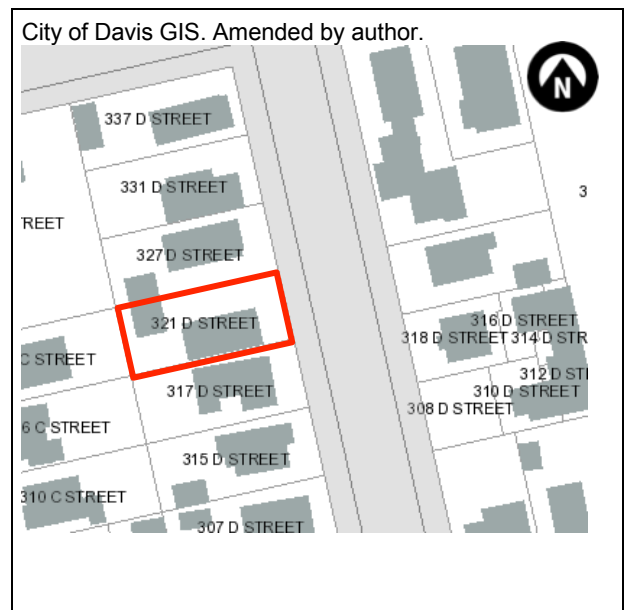 City of Davis GIS. Amended by author.
N
337 D STREET
331 D STREET
3
REET
327 D STREET
321 D STREET
316 D STREET
318 D STREET
314 D STR
C STREET
312 D ST
317 D STREET
310 D STREET
308 D STREET
6 C STREET
315 D STREET
310 C STREET
307 D STREET